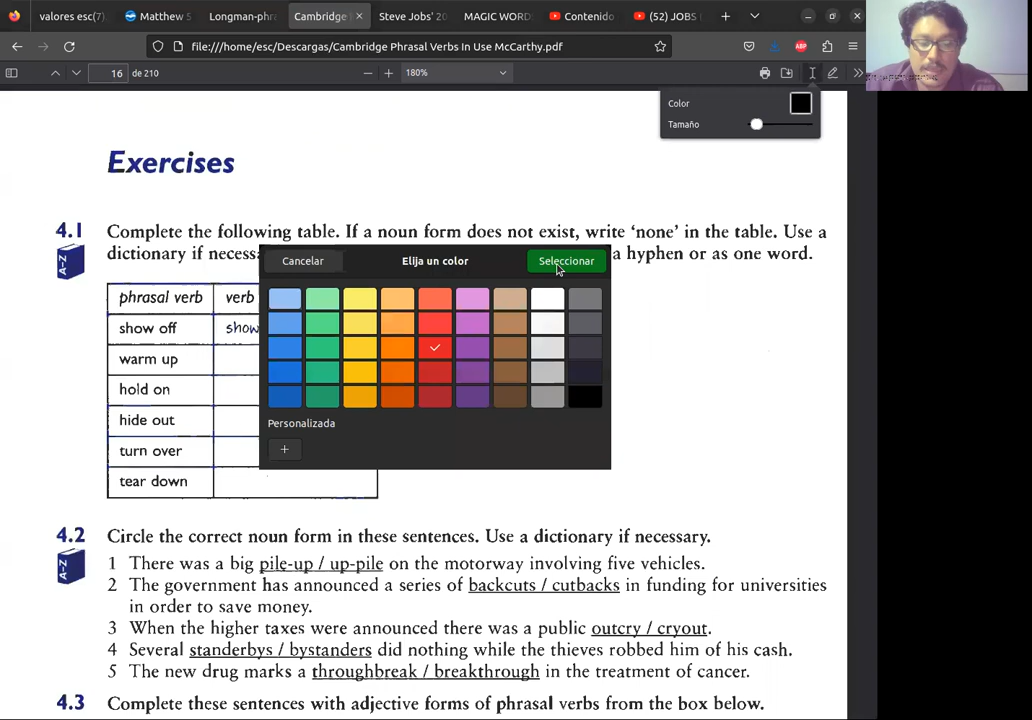 valores esc(7)
Matthew 5
Longman-phr
Cambridge
Steve Jobs' 20
MAGIC WORD
Contenido
(52) JOBS
file:///home/esc/Descargas/Cambridge Phrasal Verbs In Use McCarthy.pdf
ABP
16 de 210
180%
Color
Tamaño
Exercises
4.1 Complete the following table. If a noun form does not exist, write ‘none’ in the table. Use a
dictionary if necess a hyphen or as one word.
A-Z
Cancelar
Elija un color
Seleccionar
phrasal verb verb
show off show
warm up
hold on
hide out
turn over
tear down
Personalizada
4.2 Circle the correct noun form in these sentences. Use a dictionary if necessary.
A-Z
1 There was a big pile-up / up-pile on the motorway involving five vehicles.
2 The government has announced a series of backcuts / cutbacks in funding for universities
in order to save money.
3 When the higher taxes were announced there was a public outcry / cryout.
4 Several standerbys / bystanders did nothing while the thieves robbed him of his cash.
5 The new drug marks a throughbreak / breakthrough in the treatment of cancer.
4.3 Complete these sentences with adjective forms of phrasal verbs from the box below.